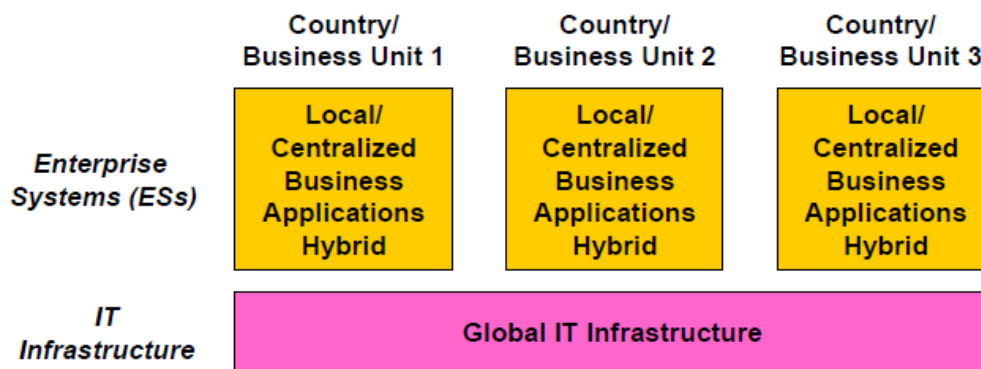 Country/
Business Unit 1
Country/
Business Unit 2
Country/
Business Unit 3
Enterprise
Systems (ESs)
Local/
Centralized
Business
Applications
Hybrid
Local/
Centralized
Business
Applications
Hybrid
Local/
Centralized
Business
Applications
Hybrid
IT
Infrastructure
Global IT Infrastructure